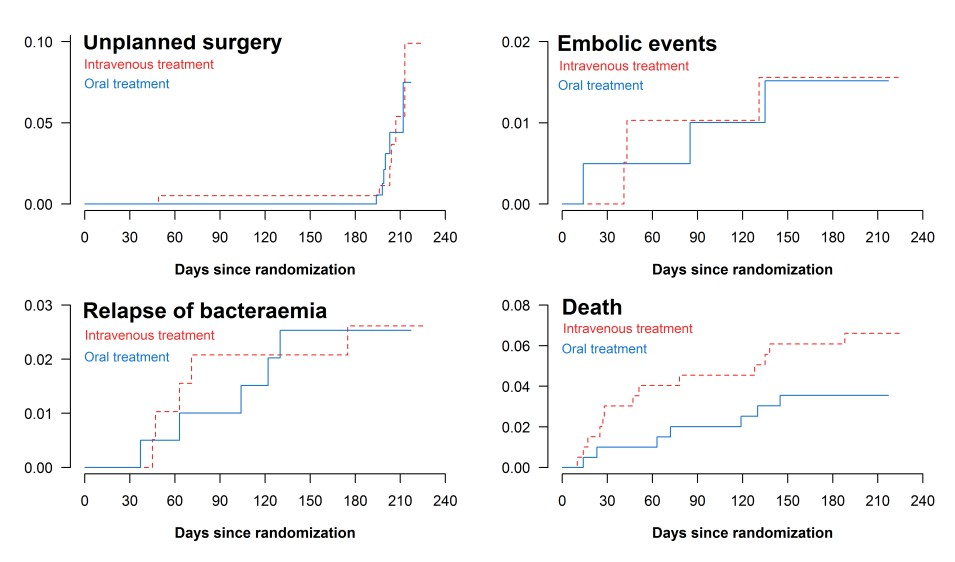 Unplanned surgery
Intravenous treatment
Oral treatment
0.10
0.05
0.00
0 30 60 90 120 150 180 210 240
Days since randomization
Embolic events
Intravenous treatment
Oral treatment
0.02
0.01
0.00
0 30 60 90 120 150 180 210 240
Days since randomization
Relapse of bacteraemia
Intravenous treatment
Oral treatment
0.03
0.02
0.01
0.00
0 30 60 90 120 150 180 210 240
Days since randomization
Death
Intravenous treatment
Oral treatment
0.08
0.06
0.04
0.02
0.00
0 30 60 90 120 150 180 210 240
Days since randomization